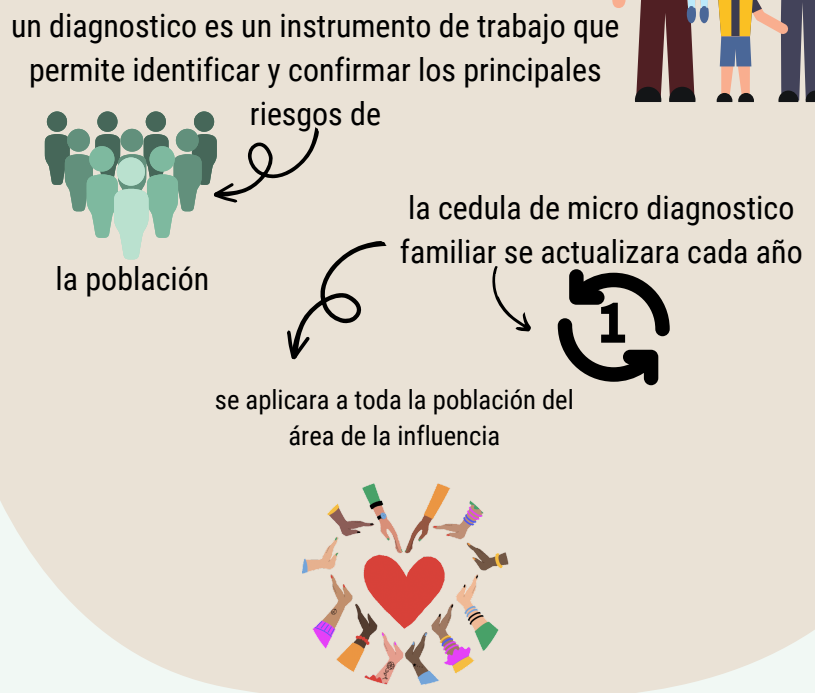 un diagnostico es un instrumento de trabajo que
permite identificar y confirmar los principales
riesgos de
la población
la cedula de micro diagnostico
familiar se actualizara cada año
1
se aplicara a toda la población del
área de la influencia